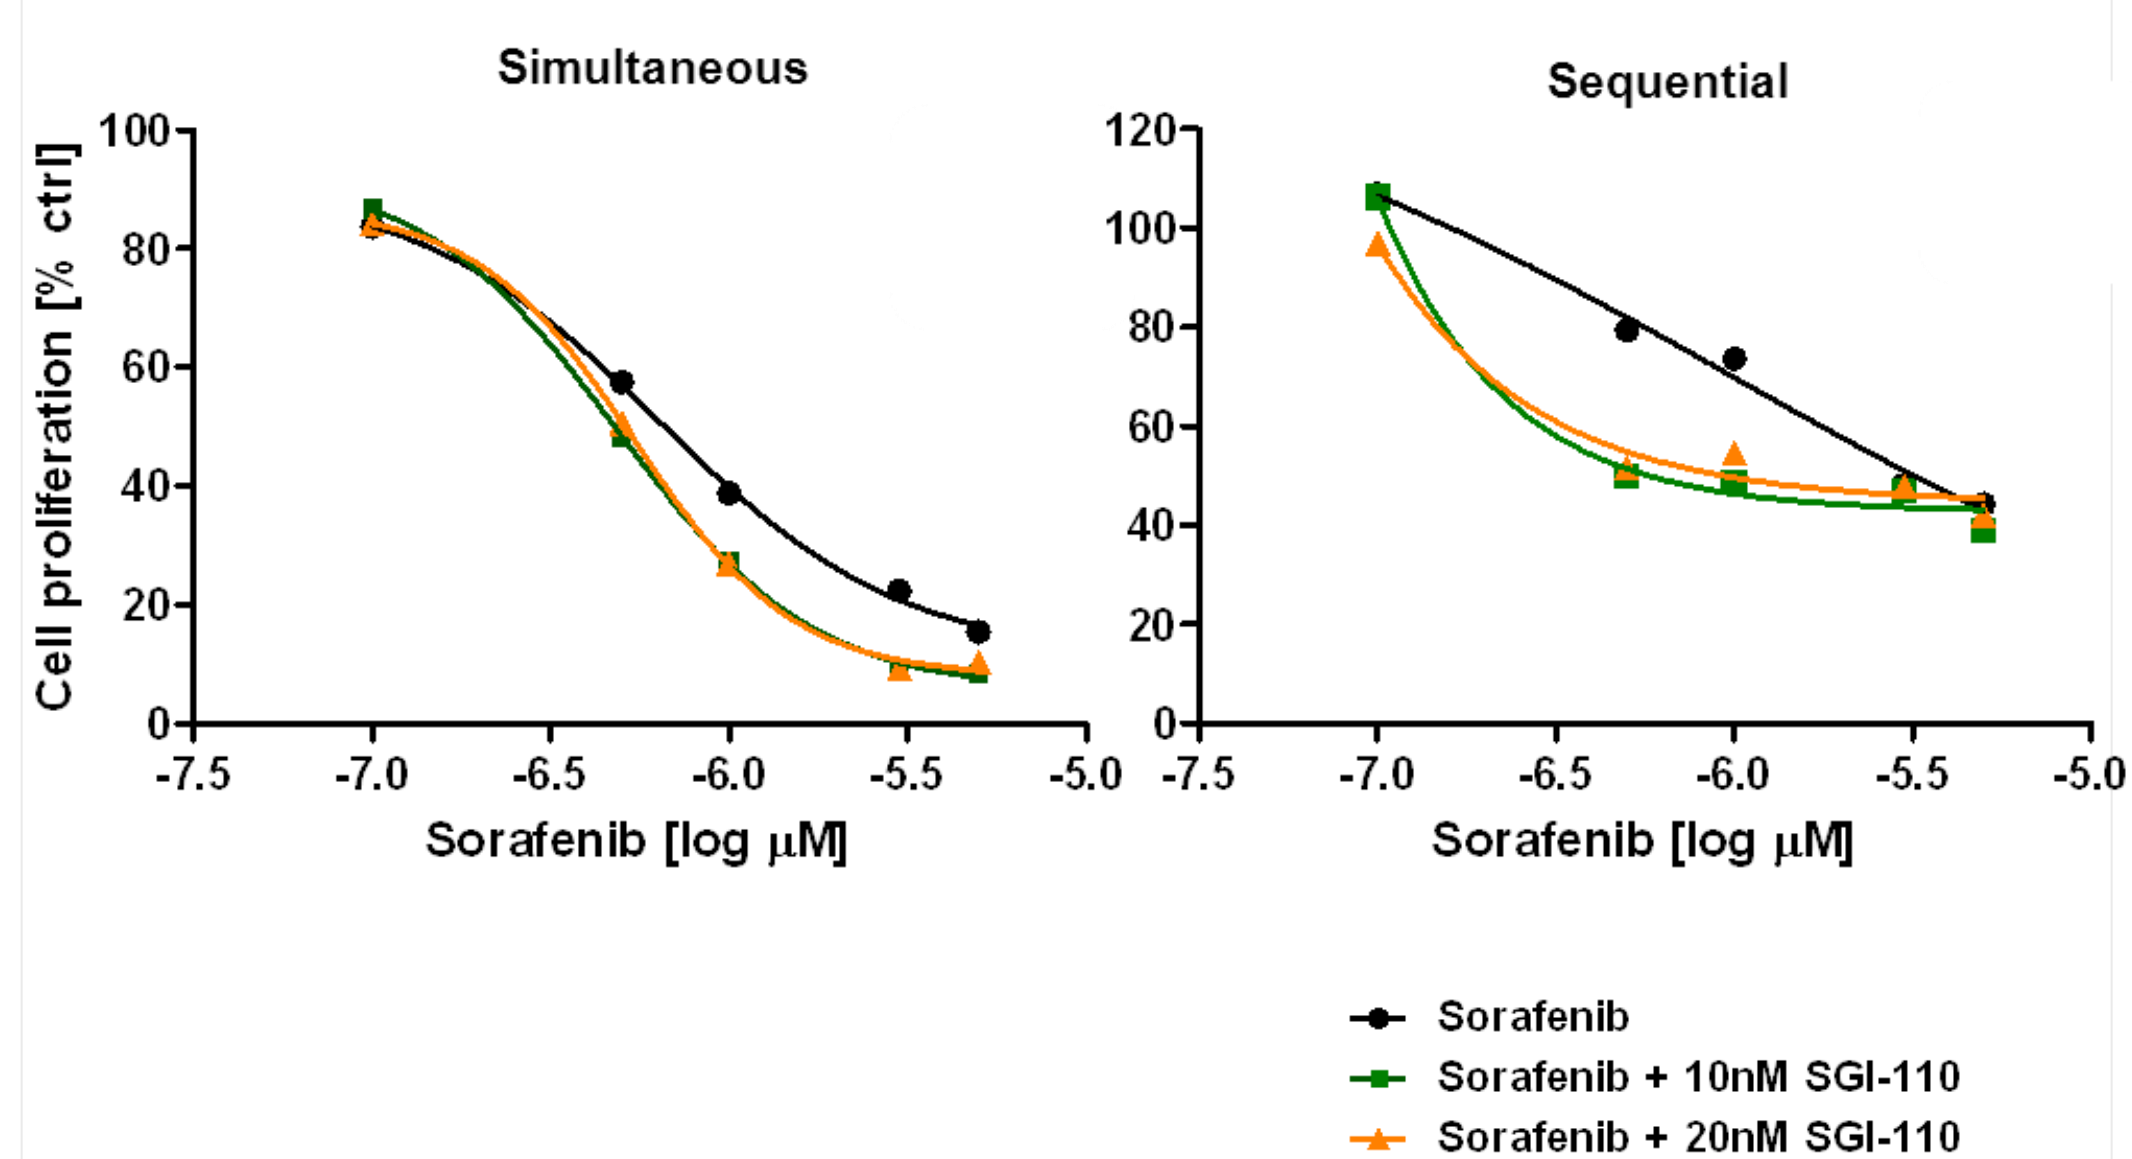 Simultaneous
Cell proliferation [% ctrl]
100
80
60
40
20
0
-7.5 -7.0 -6.5 -6.0 -5.5 -5.0
Sorafenib [log μM]
Sequential
120
100
80
60
40
20
0
-7.5 -7.0 -6.5 -6.0 -5.5 -5.0
Sorafenib [log μM]
Sorafenib
Sorafenib + 10nM SGI-110
Sorafenib + 20nM SGI-110